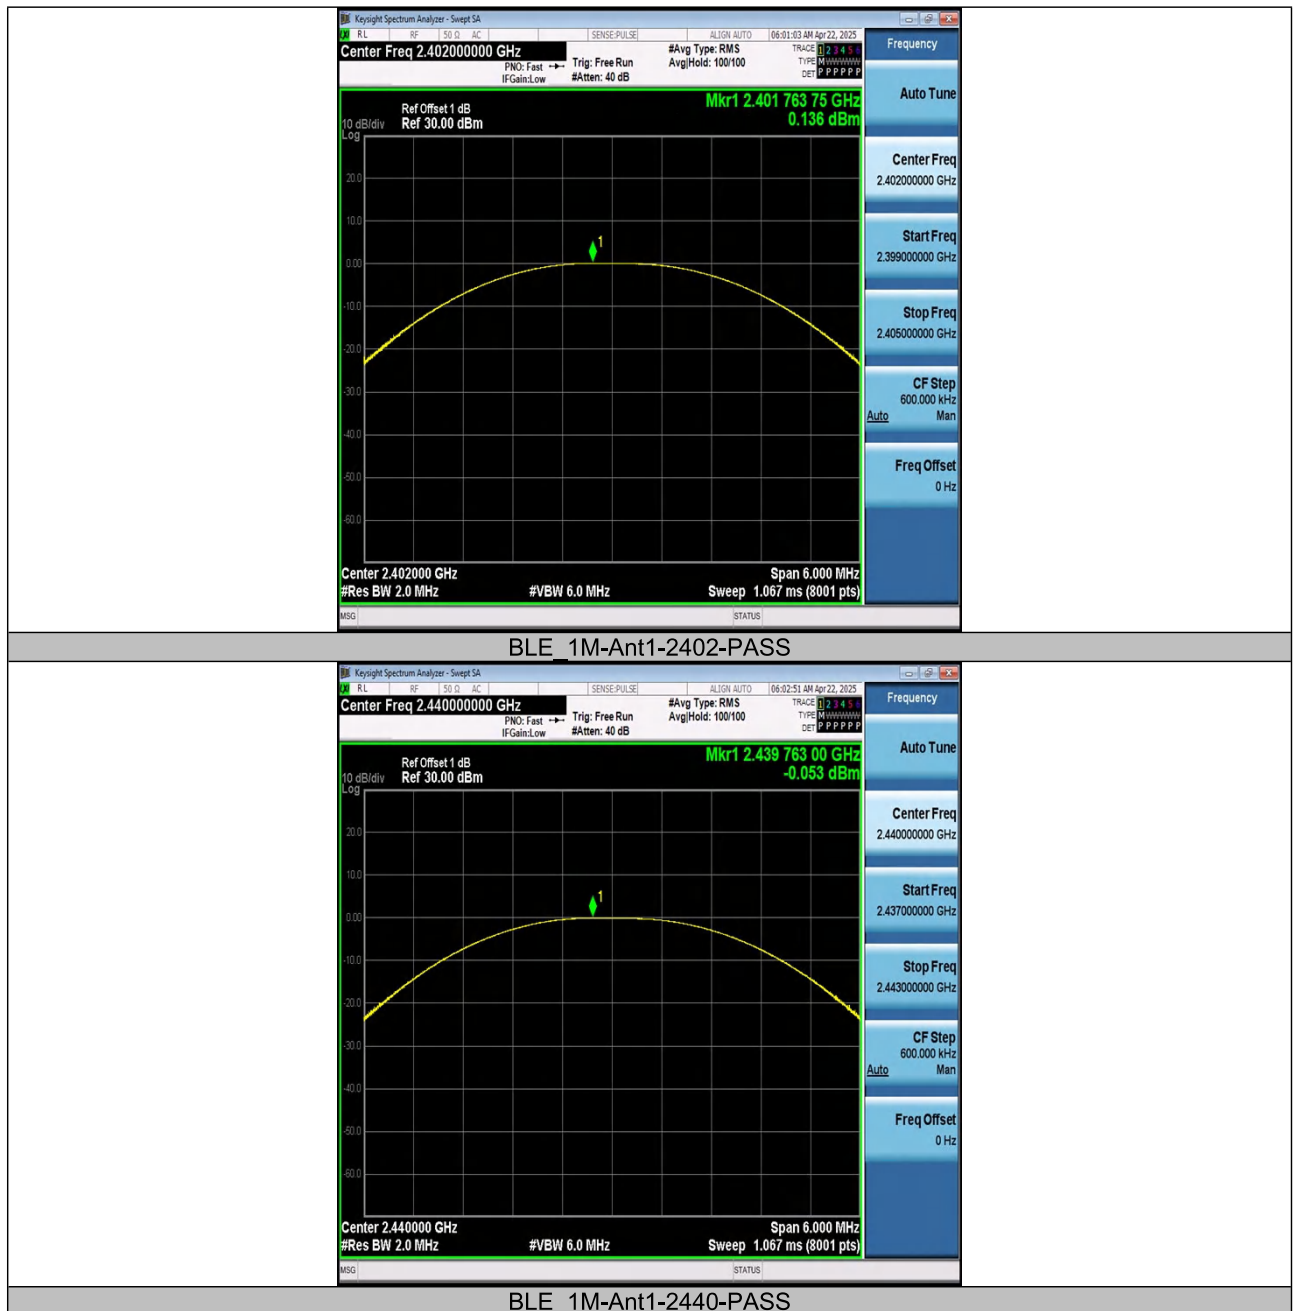 Keysight Spectrum Analyzer - Swept SA
RL RF 50 Ω AC SENSE:PULSE ALIGN AUTO 06:01:03 AM Apr 22, 2025
Center Freq 2.402000000 GHz
PNO: Fast
IFGain:Low
Trig: Free Run
#Atten: 40 dB
#Avg Type: RMS
Avg|Hold: 100/100
TRACE 1 2 3 4 5 6
TYPE M W W W W W
DET P P P P P P
Mkr1 2.401 763 75 GHz
0.136 dBm
Ref Offset 1 dB
10 dB/div Ref 30.00 dBm
Log
20.0
10.0
0.00
-10.0
-20.0
-30.0
-40.0
-50.0
-60.0
1
Center 2.402000 GHz Span 6.000 MHz
#Res BW 2.0 MHz #VBW 6.0 MHz Sweep 1.067 ms (8001 pts)
MSG STATUS
Frequency
Auto Tune
Center Freq
2.402000000 GHz
Start Freq
2.399000000 GHz
Stop Freq
2.405000000 GHz
CF Step
600.000 kHz
Auto Man
Freq Offset
0 Hz
BLE_1M-Ant1-2402-PASS
Keysight Spectrum Analyzer - Swept SA
RL RF 50 Ω AC SENSE:PULSE ALIGN AUTO 06:02:51 AM Apr 22, 2025
Center Freq 2.440000000 GHz
PNO: Fast
IFGain:Low
Trig: Free Run
#Atten: 40 dB
#Avg Type: RMS
Avg|Hold: 100/100
TRACE 1 2 3 4 5 6
TYPE M W W W W W
DET P P P P P P
Mkr1 2.439 763 00 GHz
-0.053 dBm
Ref Offset 1 dB
10 dB/div Ref 30.00 dBm
Log
20.0
10.0
0.00
-10.0
-20.0
-30.0
-40.0
-50.0
-60.0
1
Center 2.440000 GHz Span 6.000 MHz
#Res BW 2.0 MHz #VBW 6.0 MHz Sweep 1.067 ms (8001 pts)
MSG STATUS
Frequency
Auto Tune
Center Freq
2.440000000 GHz
Start Freq
2.437000000 GHz
Stop Freq
2.443000000 GHz
CF Step
600.000 kHz
Auto Man
Freq Offset
0 Hz
BLE_1M-Ant1-2440-PASS